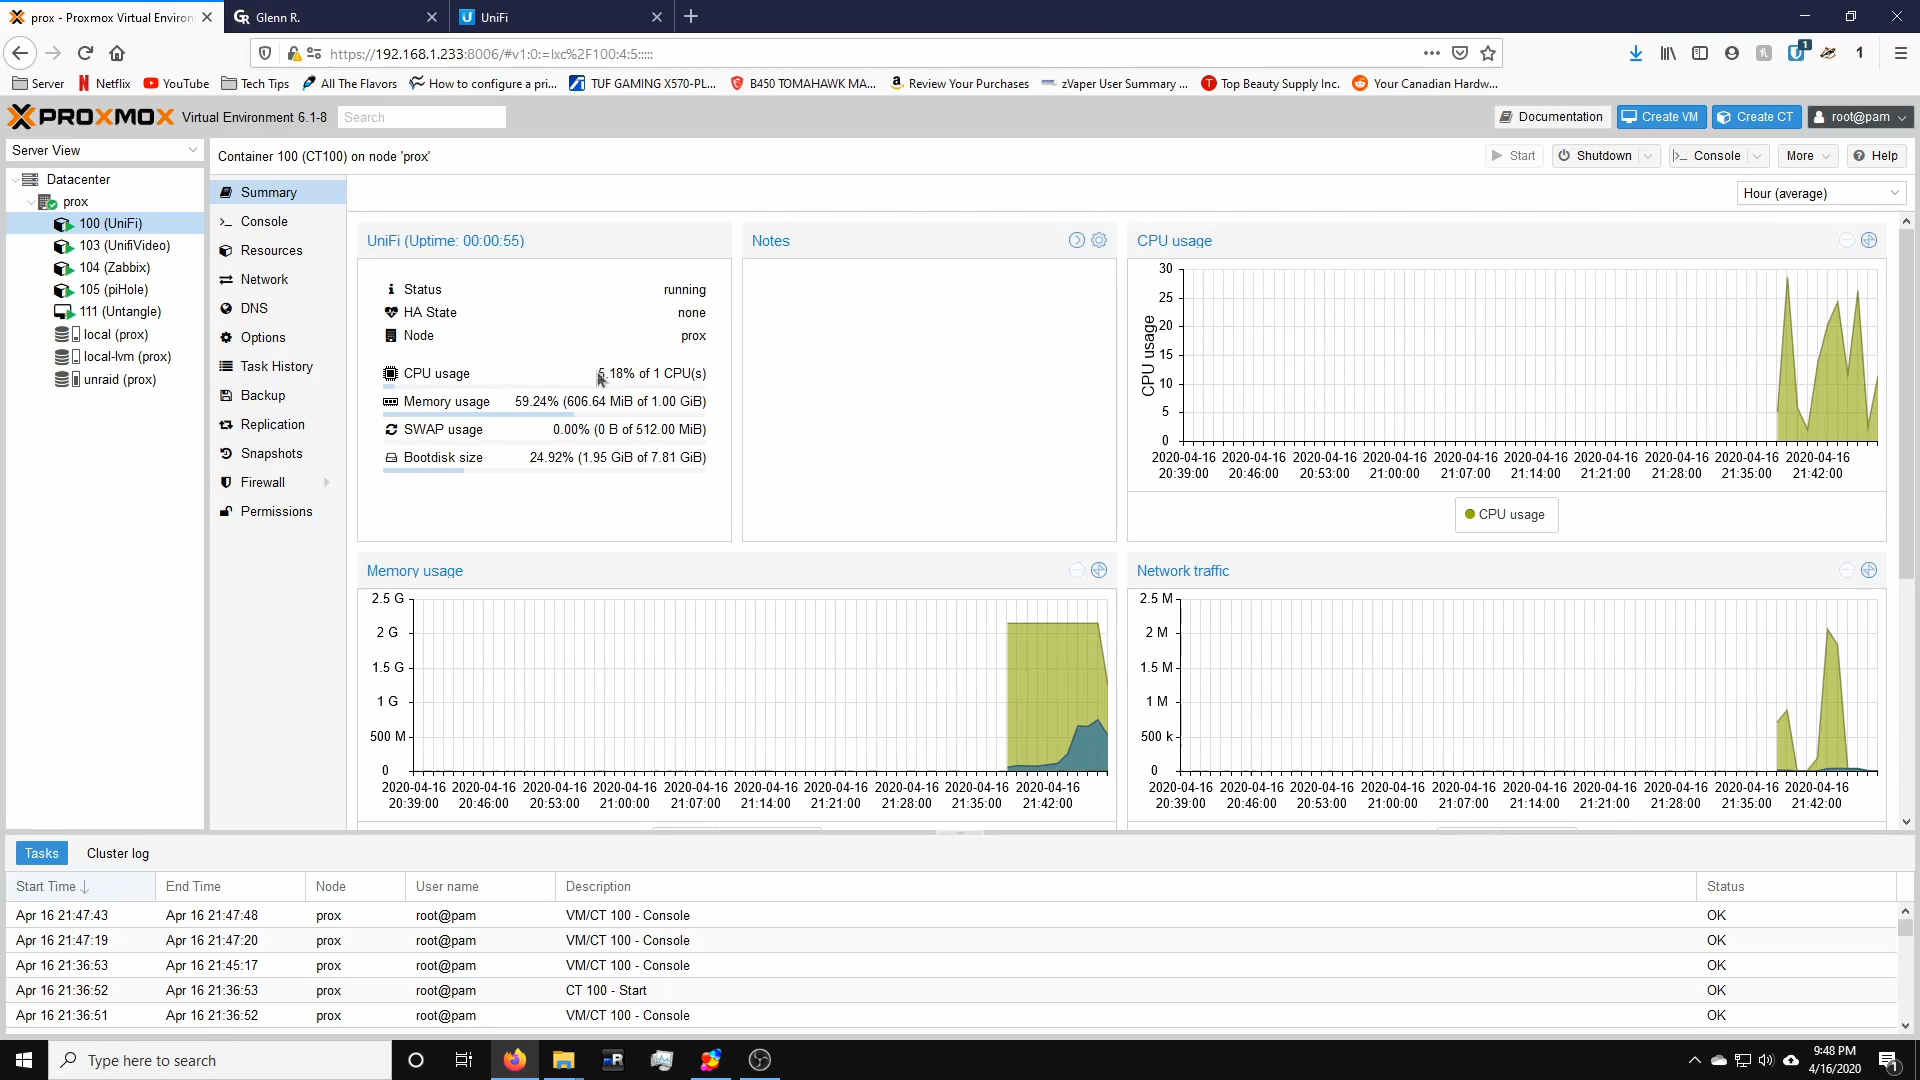 prox - Proxmox Virtual Environ
Glenn R.
UniFi
https://192.168.1.233:8006/#v1:0:=lxc%2F100:4:5:::::
1
1
Server
Netflix
YouTube
Tech Tips
All The Flavors
How to configure a pri...
TUF GAMING X570-PL...
B450 TOMAHAWK MA...
Review Your Purchases
zVaper User Summary ...
Top Beauty Supply Inc.
Your Canadian Hardw...
PROXMOX Virtual Environment 6.1-8
Search
Documentation
Create VM
Create CT
root@pam
Server View
Container 100 (CT100) on node 'prox'
Start
Shutdown
Console
More
Help
Datacenter
prox
100 (UniFi)
103 (UnifiVideo)
104 (Zabbix)
105 (piHole)
111 (Untangle)
local (prox)
local-lvm (prox)
unraid (prox)
Summary
Console
Resources
Network
DNS
Options
Task History
Backup
Replication
Snapshots
Firewall
Permissions
Hour (average)
UniFi (Uptime: 00:00:55)
Status running
HA State none
Node prox
CPU usage 5.18% of 1 CPU(s)
Memory usage 59.24% (606.64 MiB of 1.00 GiB)
SWAP usage 0.00% (0 B of 512.00 MiB)
Bootdisk size 24.92% (1.95 GiB of 7.81 GiB)
Notes
CPU usage
CPU usage
30
25
20
15
10
5
0
2020-04-16 2020-04-16 2020-04-16 2020-04-16 2020-04-16 2020-04-16 2020-04-16 2020-04-16 2020-04-16 2020-04-16
20:39:00 20:46:00 20:53:00 21:00:00 21:07:00 21:14:00 21:21:00 21:28:00 21:35:00 21:42:00
CPU usage
Memory usage
2.5 G
2 G
1.5 G
1 G
500 M
0
2020-04-16 2020-04-16 2020-04-16 2020-04-16 2020-04-16 2020-04-16 2020-04-16 2020-04-16 2020-04-16 2020-04-16
20:39:00 20:46:00 20:53:00 21:00:00 21:07:00 21:14:00 21:21:00 21:28:00 21:35:00 21:42:00
Network traffic
2.5 M
2 M
1.5 M
1 M
500 k
0
2020-04-16 2020-04-16 2020-04-16 2020-04-16 2020-04-16 2020-04-16 2020-04-16 2020-04-16 2020-04-16 2020-04-16
20:39:00 20:46:00 20:53:00 21:00:00 21:07:00 21:14:00 21:21:00 21:28:00 21:35:00 21:42:00
Tasks
Cluster log
Start Time End Time Node User name Description Status
Apr 16 21:47:43 Apr 16 21:47:48 prox root@pam VM/CT 100 - Console OK
Apr 16 21:47:19 Apr 16 21:47:20 prox root@pam VM/CT 100 - Console OK
Apr 16 21:36:53 Apr 16 21:45:17 prox root@pam VM/CT 100 - Console OK
Apr 16 21:36:52 Apr 16 21:36:53 prox root@pam CT 100 - Start OK
Apr 16 21:36:51 Apr 16 21:36:52 prox root@pam VM/CT 100 - Console OK
Type here to search
9:48 PM
4/16/2020
1